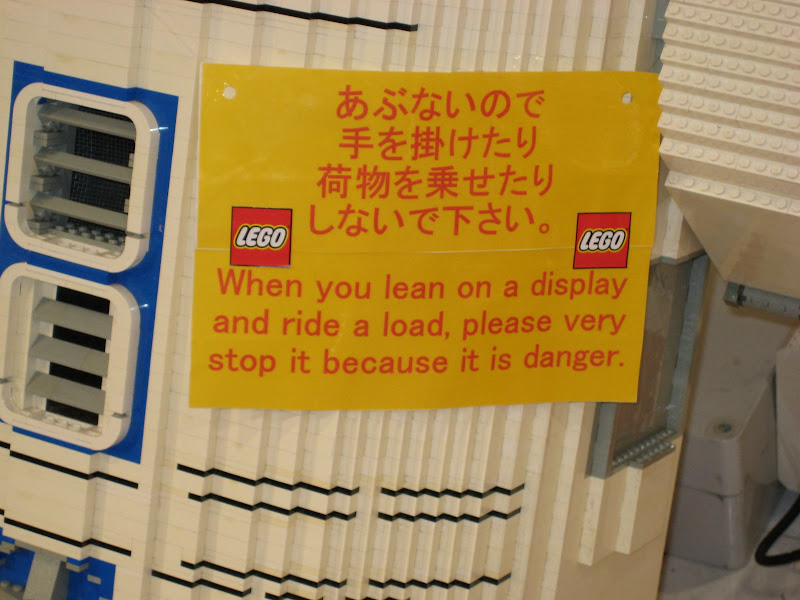 あぶないので
手を掛けたり
荷物を乗せたり
しないで下さい。
LEGO
LEGO
When you lean on a display
and ride a load, please very
stop it because it is danger.